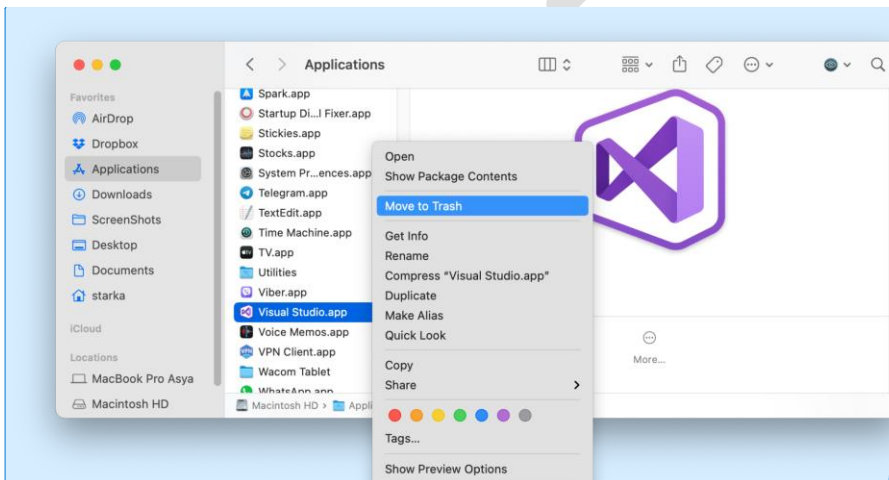 Applications
Favorites
AirDrop
Dropbox
Applications
Downloads
ScreenShots
Desktop
Documents
starka
iCloud
Locations
MacBook Pro Asya
Macintosh HD
Spark.app
Startup Di...l Fixer.app
Stickies.app
Stocks.app
System Pr...ences.app
Telegram.app
TextEdit.app
Time Machine.app
TV.app
Utilities
Viber.app
Visual Studio.app
Voice Memos.app
VPN Client.app
Wacom Tablet
WhatsApp.app
Macintosh HD > Appli
Open
Show Package Contents
Move to Trash
Get Info
Rename
Compress “Visual Studio.app”
Duplicate
Make Alias
Quick Look
Copy
Share
Tags...
Show Preview Options
More...